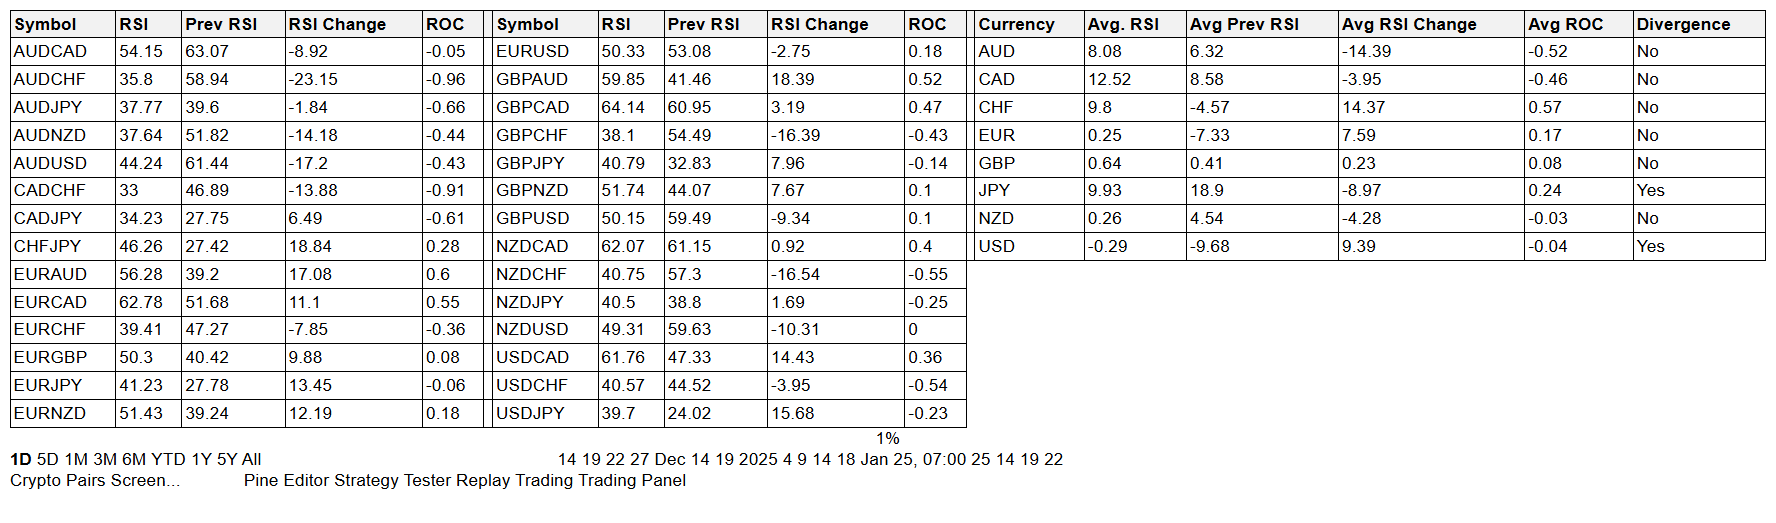 Symbol RSI Prev RSI RSI Change ROC Symbol RSI Prev RSI RSI Change ROC Currency Avg. RSI Avg Prev RSI Avg RSI Change Avg ROC Divergence
AUDCAD 54.15 63.07 -8.92 -0.05 EURUSD 50.33 53.08 -2.75 0.18 AUD 8.08 6.32 -14.39 -0.52 No
AUDCHF 35.8 58.94 -23.15 -0.96 GBPAUD 59.85 41.46 18.39 0.52 CAD 12.52 8.58 -3.95 -0.46 No
AUDJPY 37.77 39.6 -1.84 -0.66 GBPCAD 64.14 60.95 3.19 0.47 CHF 9.8 -4.57 14.37 0.57 No
AUDNZD 37.64 51.82 -14.18 -0.44 GBPCHF 38.1 54.49 -16.39 -0.43 EUR 0.25 -7.33 7.59 0.17 No
AUDUSD 44.24 61.44 -17.2 -0.43 GBPJPY 40.79 32.83 7.96 -0.14 GBP 0.64 0.41 0.23 0.08 No
CADCHF 33 46.89 -13.88 -0.91 GBPNZD 51.74 44.07 7.67 0.1 JPY 9.93 18.9 -8.97 0.24 Yes
CADJPY 34.23 27.75 6.49 -0.61 GBPUSD 50.15 59.49 -9.34 0.1 NZD 0.26 4.54 -4.28 -0.03 No
CHFJPY 46.26 27.42 18.84 0.28 NZDCAD 62.07 61.15 0.92 0.4 USD -0.29 -9.68 9.39 -0.04 Yes
EURAUD 56.28 39.2 17.08 0.6 NZDCHF 40.75 57.3 -16.54 -0.55
EURCAD 62.78 51.68 11.1 0.55 NZDJPY 40.5 38.8 1.69 -0.25
EURCHF 39.41 47.27 -7.85 -0.36 NZDUSD 49.31 59.63 -10.31 0
EURGBP 50.3 40.42 9.88 0.08 USDCAD 61.76 47.33 14.43 0.36
EURJPY 41.23 27.78 13.45 -0.06 USDCHF 40.57 44.52 -3.95 -0.54
EURNZD 51.43 39.24 12.19 0.18 USDJPY 39.7 24.02 15.68 -0.23
1%
1D 5D 1M 3M 6M YTD 1Y 5Y All 14 19 22 27 Dec 14 19 2025 4 9 14 18 Jan 25, 07:00 25 14 19 22
Crypto Pairs Screen... Pine Editor Strategy Tester Replay Trading Trading Panel